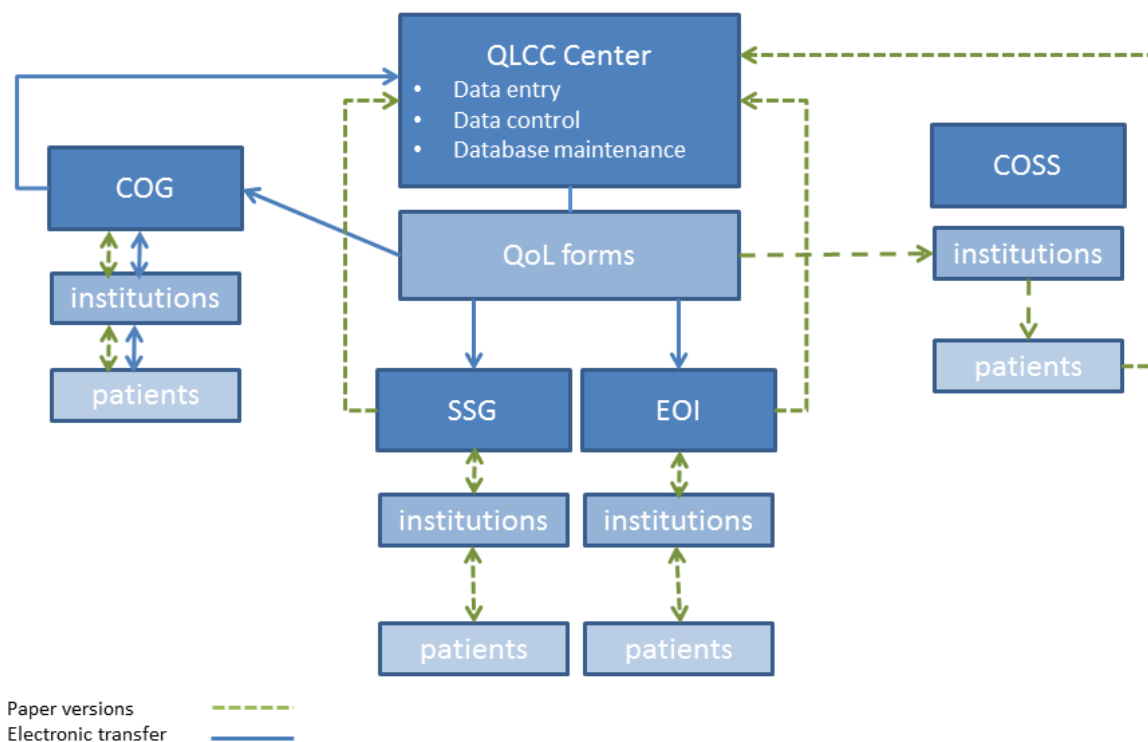 QLCC Center
• Data entry
• Data control
• Database maintenance
COG
COSS
QoL forms
institutions
institutions
patients
patients
SSG
EOI
institutions
institutions
patients
patients
Paper versions
Electronic transfer